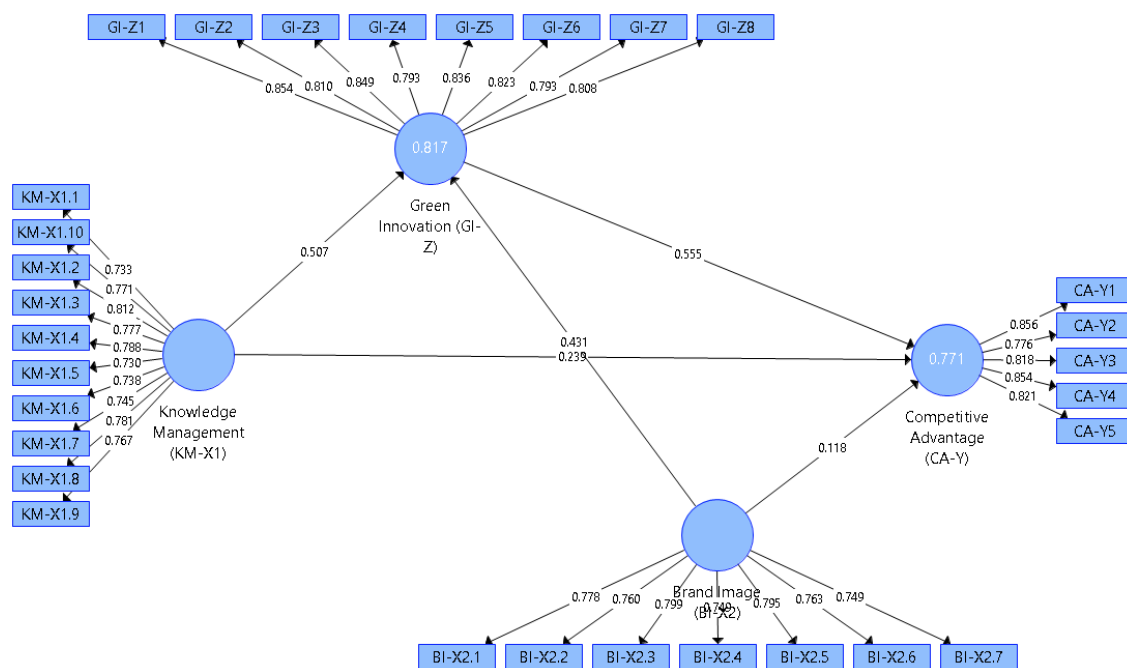 GI-Z1 GI-Z2 GI-Z3 GI-Z4 GI-Z5 GI-Z6 GI-Z7 GI-Z8
0.854 0.810 0.849 0.793 0.836 0.823 0.793 0.808
0.817
Green
Innovation (GI-
Z)
KM-X1.1
KM-X1.10
KM-X1.2
KM-X1.3
KM-X1.4
KM-X1.5
KM-X1.6
KM-X1.7
KM-X1.8
KM-X1.9
0.733
0.771
0.812
0.777
0.788
0.730
0.738
0.745
0.781
0.767
Knowledge
Management
(KM-X1)
0.507
0.555
0.431
0.239
0.118
0.771
Competitive
Advantage
(CA-Y)
0.856
0.776
0.818
0.854
0.821
CA-Y1
CA-Y2
CA-Y3
CA-Y4
CA-Y5
Brand Image
(BI-X2)
0.778 0.760 0.799 0.795 0.763 0.749
BI-X2.1 BI-X2.2 BI-X2.3 BI-X2.4 BI-X2.5 BI-X2.6 BI-X2.7